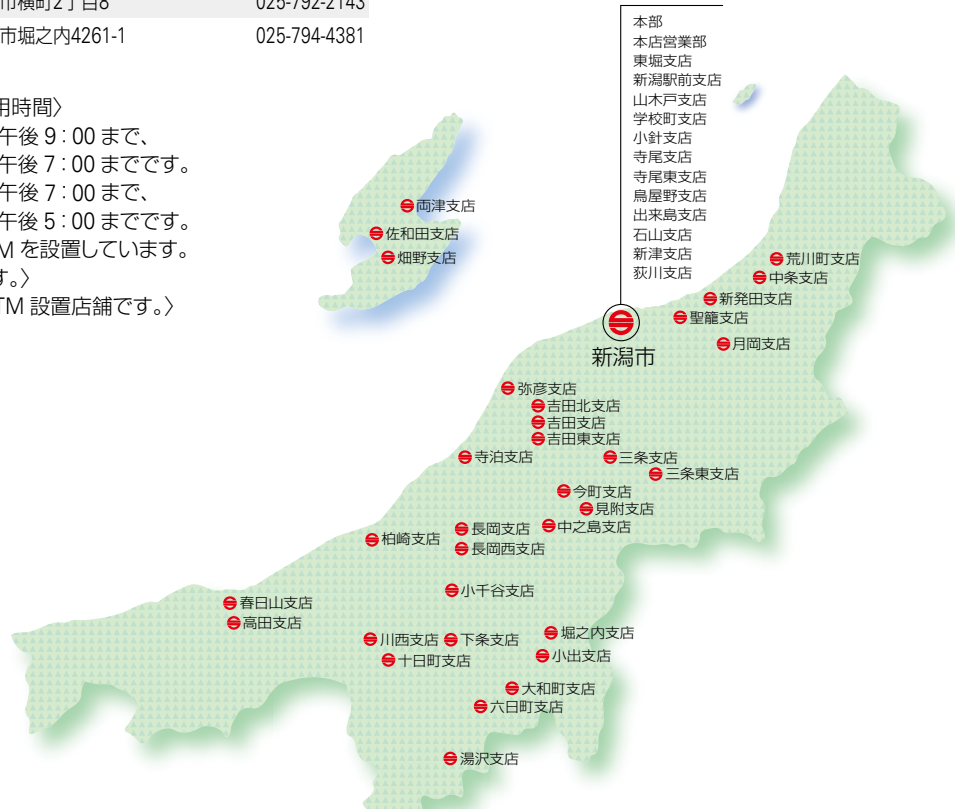 市横町2丁目8 025-792-2143
市堀之内4261-1 025-794-4381
用時間〉
午後 9：00 まで、
午後 7：00 までです。
午後 7：00 まで、
午後 5：00 までです。
M を設置しています。
す。〉
TM 設置店舗です。〉
本部
本店営業部
東堀支店
新潟駅前支店
山木戸支店
学校町支店
小針支店
寺尾支店
寺尾東支店
鳥屋野支店
出来島支店
石山支店
新津支店
荻川支店
新潟市
両津支店
佐和田支店
畑野支店
荒川町支店
中条支店
新発田支店
聖籠支店
月岡支店
弥彦支店
吉田北支店
吉田支店
吉田東支店
寺泊支店
三条支店
三条東支店
今町支店
見附支店
中之島支店
長岡支店
長岡西支店
柏崎支店
小千谷支店
春日山支店
高田支店
川西支店
下条支店
十日町支店
堀之内支店
小出支店
大和町支店
六日町支店
湯沢支店